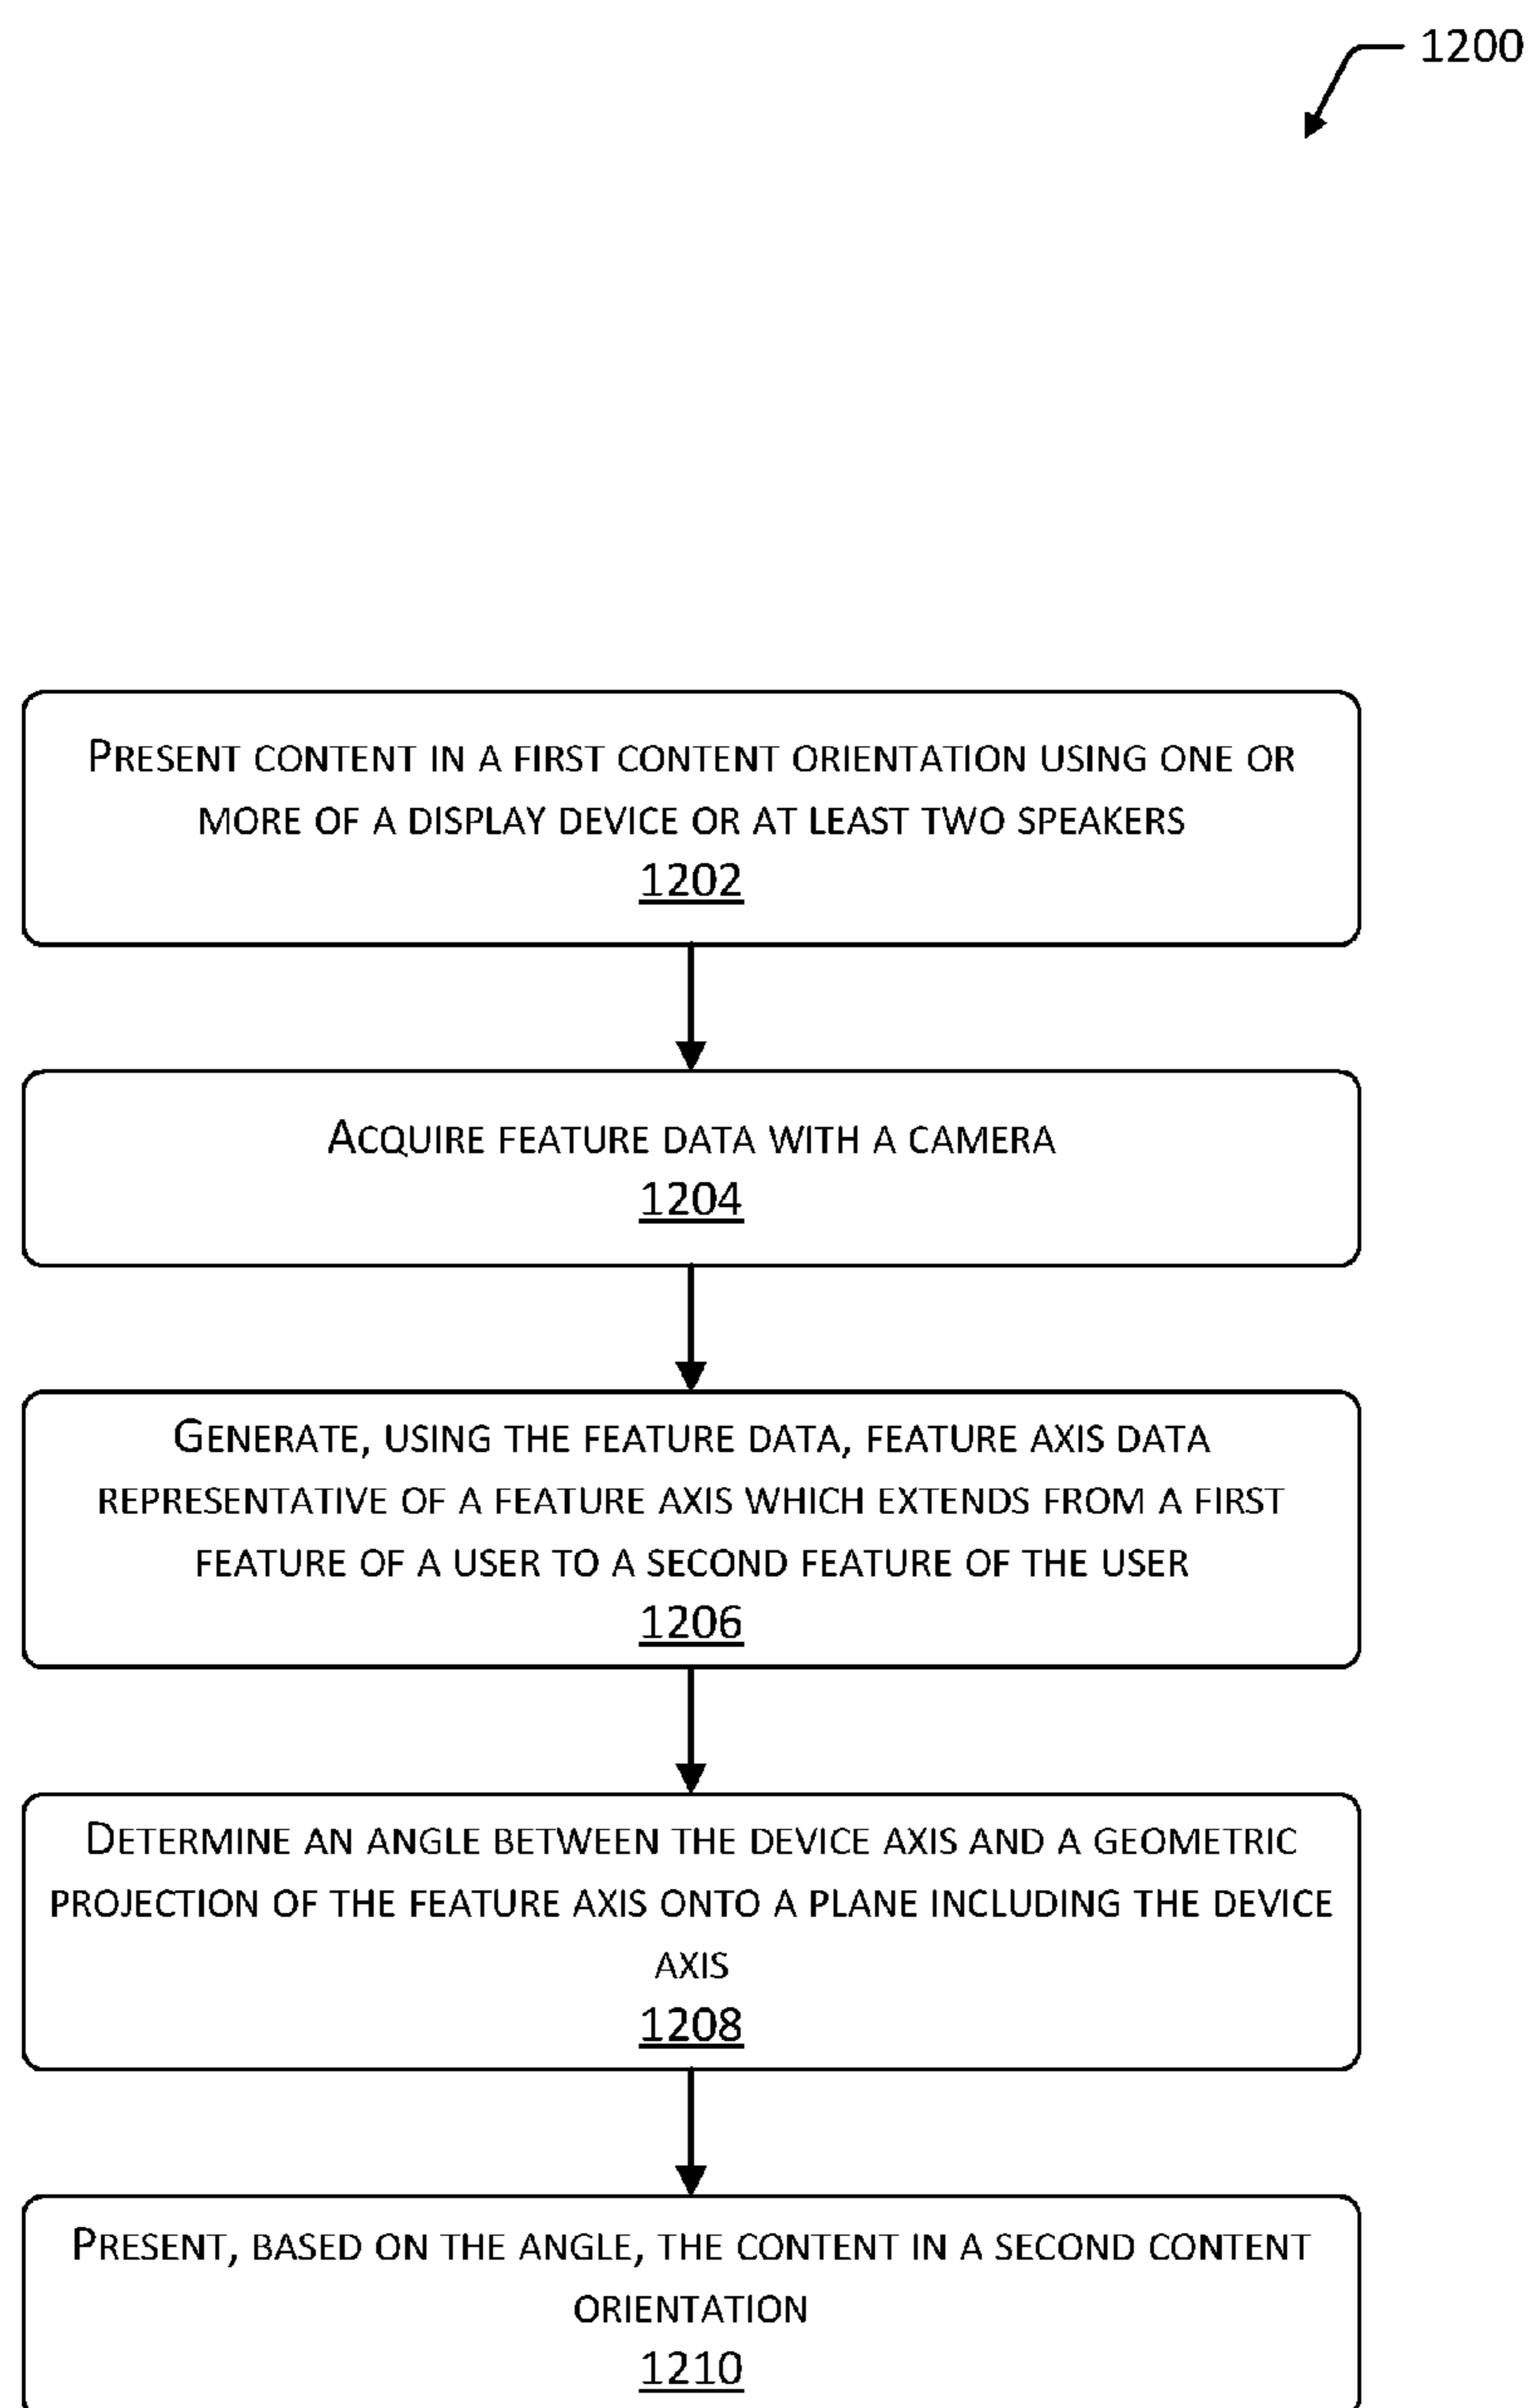 1200
Present content in a first content orientation using one or
more of a display device or at least two speakers
1202
Acquire feature data with a camera
1204
Generate, using the feature data, feature axis data
representative of a feature axis which extends from a first
feature of a user to a second feature of the user
1206
Determine an angle between the device axis and a geometric
projection of the feature axis onto a plane including the device
axis
1208
Present, based on the angle, the content in a second content
orientation
1210